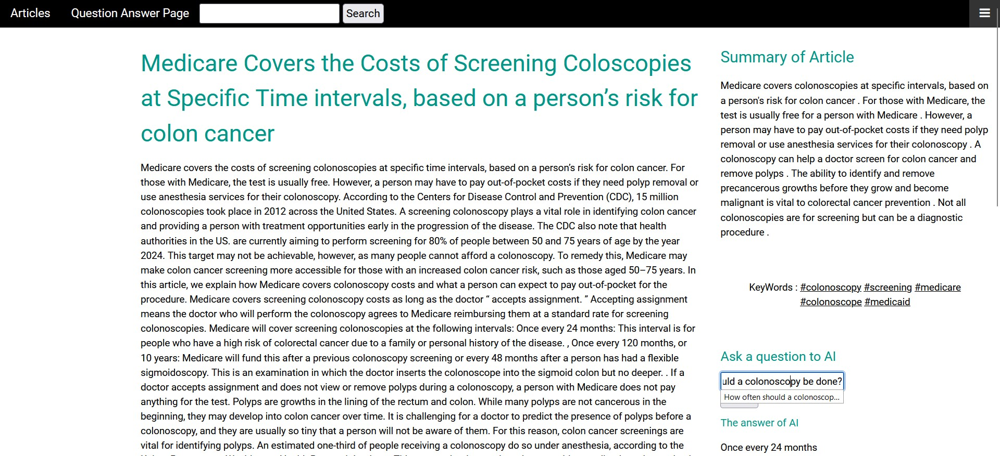 Articles Question Answer Page Search
Medicare Covers the Costs of Screening Coloscopies
at Specific Time intervals, based on a person’s risk for
colon cancer
Medicare covers the costs of screening colonoscopies at specific time intervals, based on a person’s risk for colon cancer. For
those with Medicare, the test is usually free. However, a person may have to pay out-of-pocket costs if they need polyp removal or
use anesthesia services for their colonoscopy. According to the Centers for Disease Control and Prevention (CDC), 15 million
colonoscopies took place in 2012 across the United States. A screening colonoscopy plays a vital role in identifying colon cancer
and providing a person with treatment opportunities early in the progression of the disease. The CDC also note that health
authorities in the US. are currently aiming to perform screening for 80% of people between 50 and 75 years of age by the year
2024. This target may not be achievable, however, as many people cannot afford a colonoscopy. To remedy this, Medicare may
make colon cancer screening more accessible for those with an increased colon cancer risk, such as those aged 50–75 years. In
this article, we explain how Medicare covers colonoscopy costs and what a person can expect to pay out-of-pocket for the
procedure. Medicare covers screening colonoscopy costs as long as the doctor “ accepts assignment. ” Accepting assignment
means the doctor who will perform the colonoscopy agrees to Medicare reimbursing them at a standard rate for screening
colonoscopies. Medicare will cover screening colonoscopies at the following intervals: Once every 24 months: This interval is for
people who have a high risk of colorectal cancer due to a family or personal history of the disease. , Once every 120 months, or
10 years: Medicare will fund this after a previous colonoscopy screening or every 48 months after a person has had a flexible
sigmoidoscopy. This is an examination in which the doctor inserts the colonoscope into the sigmoid colon but no deeper. . If a
doctor accepts assignment and does not view or remove polyps during a colonoscopy, a person with Medicare does not pay
anything for the test. Polyps are growths in the lining of the rectum and colon. While many polyps are not cancerous in the
beginning, they may develop into colon cancer over time. It is challenging for a doctor to predict the presence of polyps before a
colonoscopy, and they are usually so tiny that a person will not be aware of them. For this reason, colon cancer screenings are
vital for identifying polyps. An estimated one-third of people receiving a colonoscopy do so under anesthesia, according to the
Summary of Article
Medicare covers colonoscopies at specific intervals, based on
a person's risk for colon cancer . For those with Medicare, the
test is usually free for a person with Medicare . However, a
person may have to pay out-of-pocket costs if they need polyp
removal or use anesthesia services for their colonoscopy . A
colonoscopy can help a doctor screen for colon cancer and
remove polyps . The ability to identify and remove
precancerous growths before they grow and become
malignant is vital to colorectal cancer prevention . Not all
colonoscopies are for screening but can be a diagnostic
procedure .
KeyWords : #colonoscopy #screening #medicare
#colonoscope #medicaid
Ask a question to AI
uld a colonoscopy be done?
How often should a colonoscop...
The answer of AI
Once every 24 months